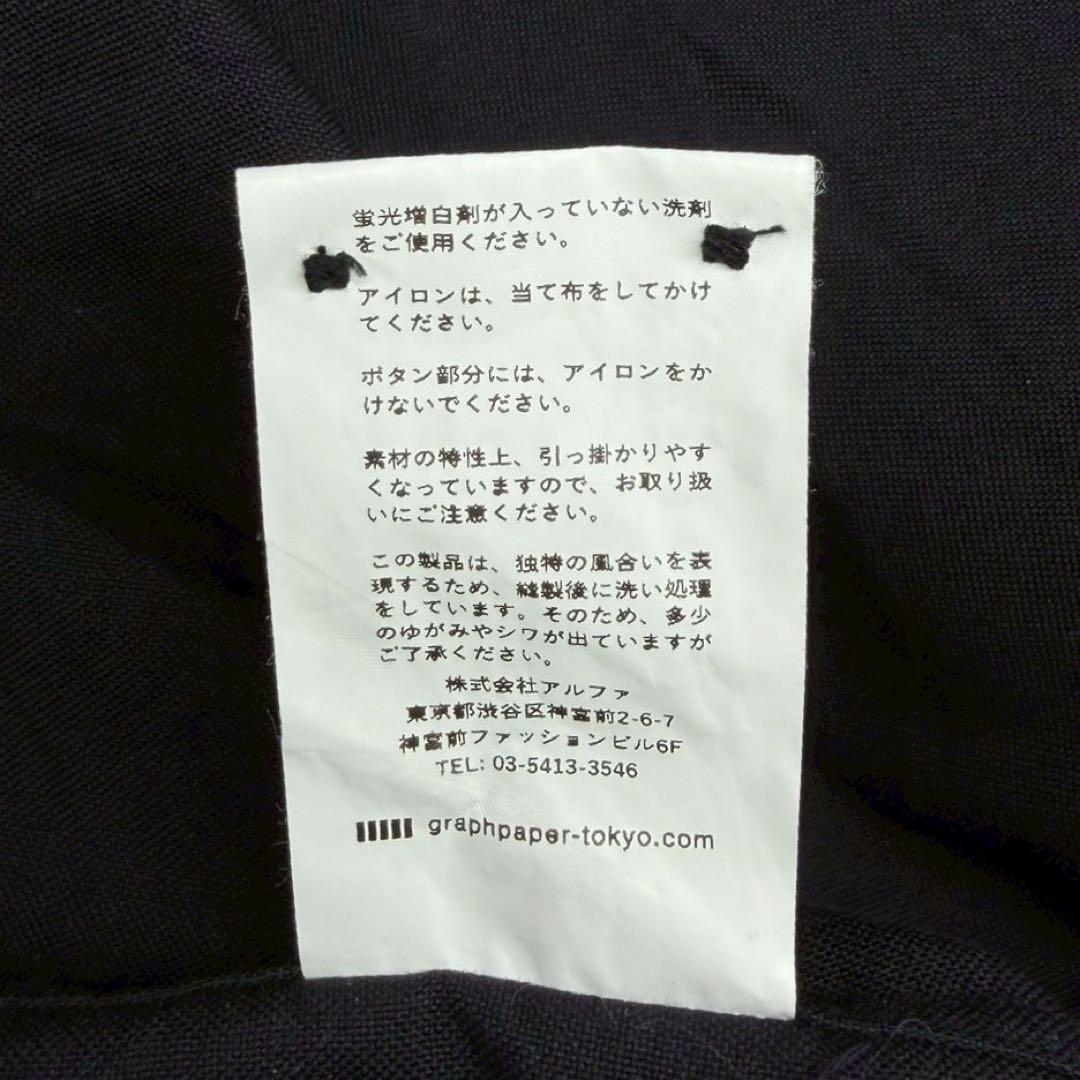 蛍光増白剤が入っていない洗剤
をご使用ください。
アイロンは、当て布をしてかけ
てください。
ボタン部分には、アイロンをか
けないでください。
素材の特性上、引っ掛かりやす
くなっていますので、お取り扱
いにご注意ください。
この製品は、独特の風合いを表
現するため、縫製後に洗い処理
をしています。そのため、多少
のゆがみやシワが出ていますが
ご了承ください。
株式会社アルファ
東京都渋谷区神宮前2-6-7
神宮前ファッションビル6F
TEL: 03-5413-3546
graphpaper-tokyo.com